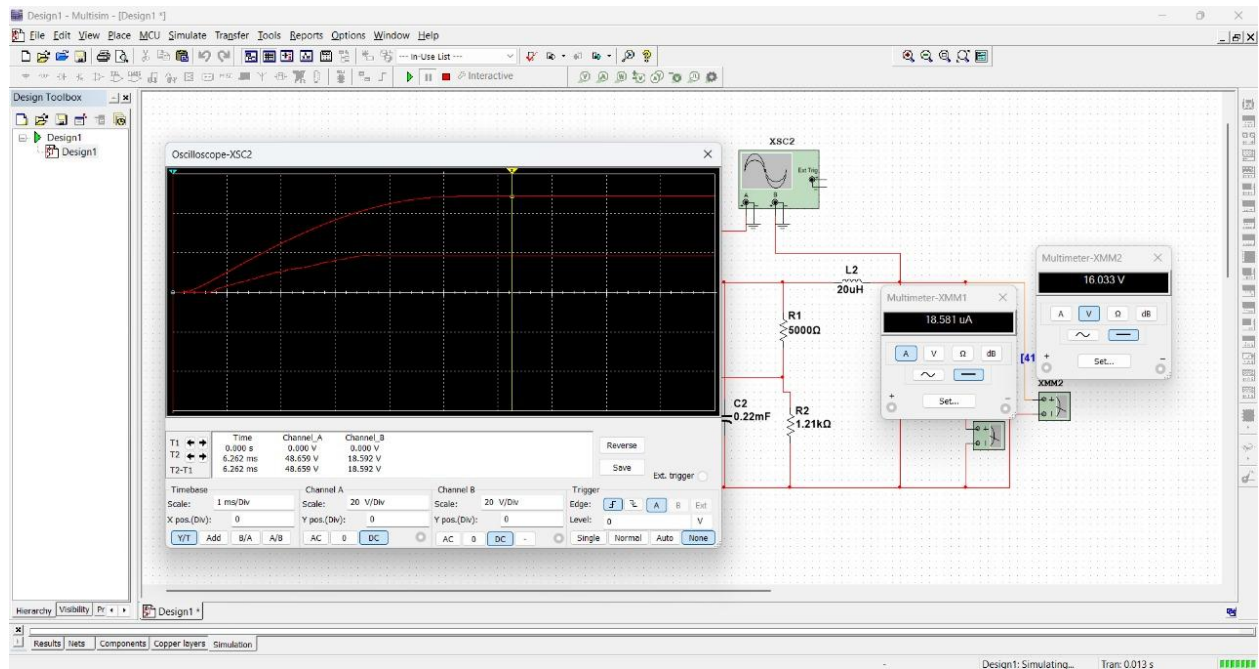 Design1 - Multisim - [Design1 *]
File Edit View Place MCU Simulate Transfer Tools Reports Options Window Help
--- In-Use List ---
Interactive
Design Toolbox
Design1
Design1
Oscilloscope-XSC2
XSC2
Ext Trig
A B
L2
20uH
R1
5000Ω
C2
0.22mF
R2
1.21kΩ
Multimeter-XMM1
18.581 uA
A V Ω dB
Set...
+ −
Multimeter-XMM2
16.033 V
A V Ω dB
Set...
+ −
[41
XMM2
Time Channel_A Channel_B
T1 0.000 s 0.000 V 0.000 V
T2 6.262 ms 48.659 V 18.592 V
T2-T1 6.262 ms 48.659 V 18.592 V
Reverse
Save
Ext. trigger
Timebase
Scale: 1 ms/Div
X pos.(Div): 0
Y/T Add B/A A/B
Channel A
Scale: 20 V/Div
Y pos.(Div): 0
AC 0 DC
Channel B
Scale: 20 V/Div
Y pos.(Div): 0
AC 0 DC -
Trigger
Edge: A B Ext
Level: 0 V
Single Normal Auto None
Hierarchy Visibility Pr
Design1 *
Results Nets Components Copper layers Simulation
- Design1: Simulating... Tran: 0.013 s